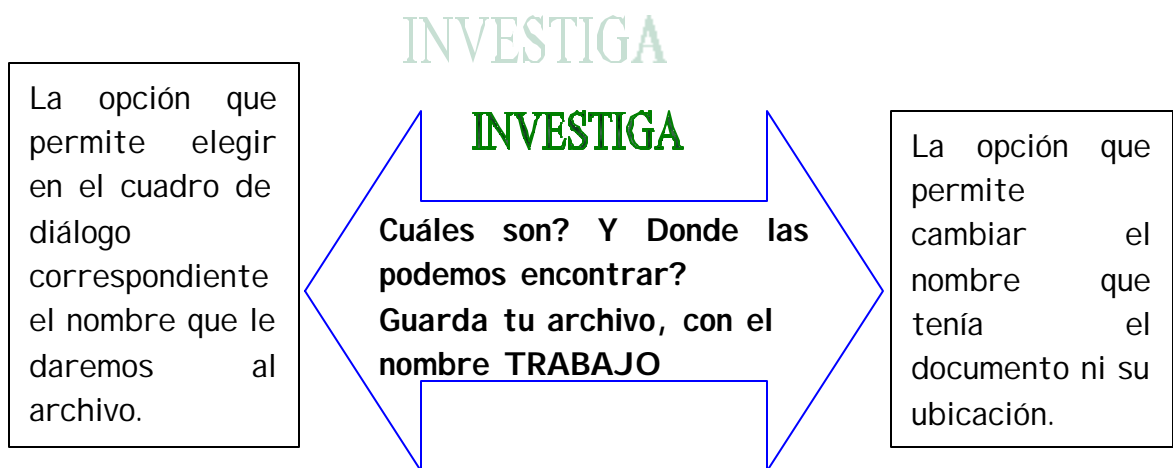 INVESTIGA
INVESTIGA
La opción que
permite elegir
en el cuadro de
diálogo
correspondiente
el nombre que le
daremos al
archivo.
Cuáles son? Y Donde las
podemos encontrar?
Guarda tu archivo, con el
nombre TRABAJO
La opción que
permite
cambiar el
nombre que
tenía el
documento ni su
ubicación.